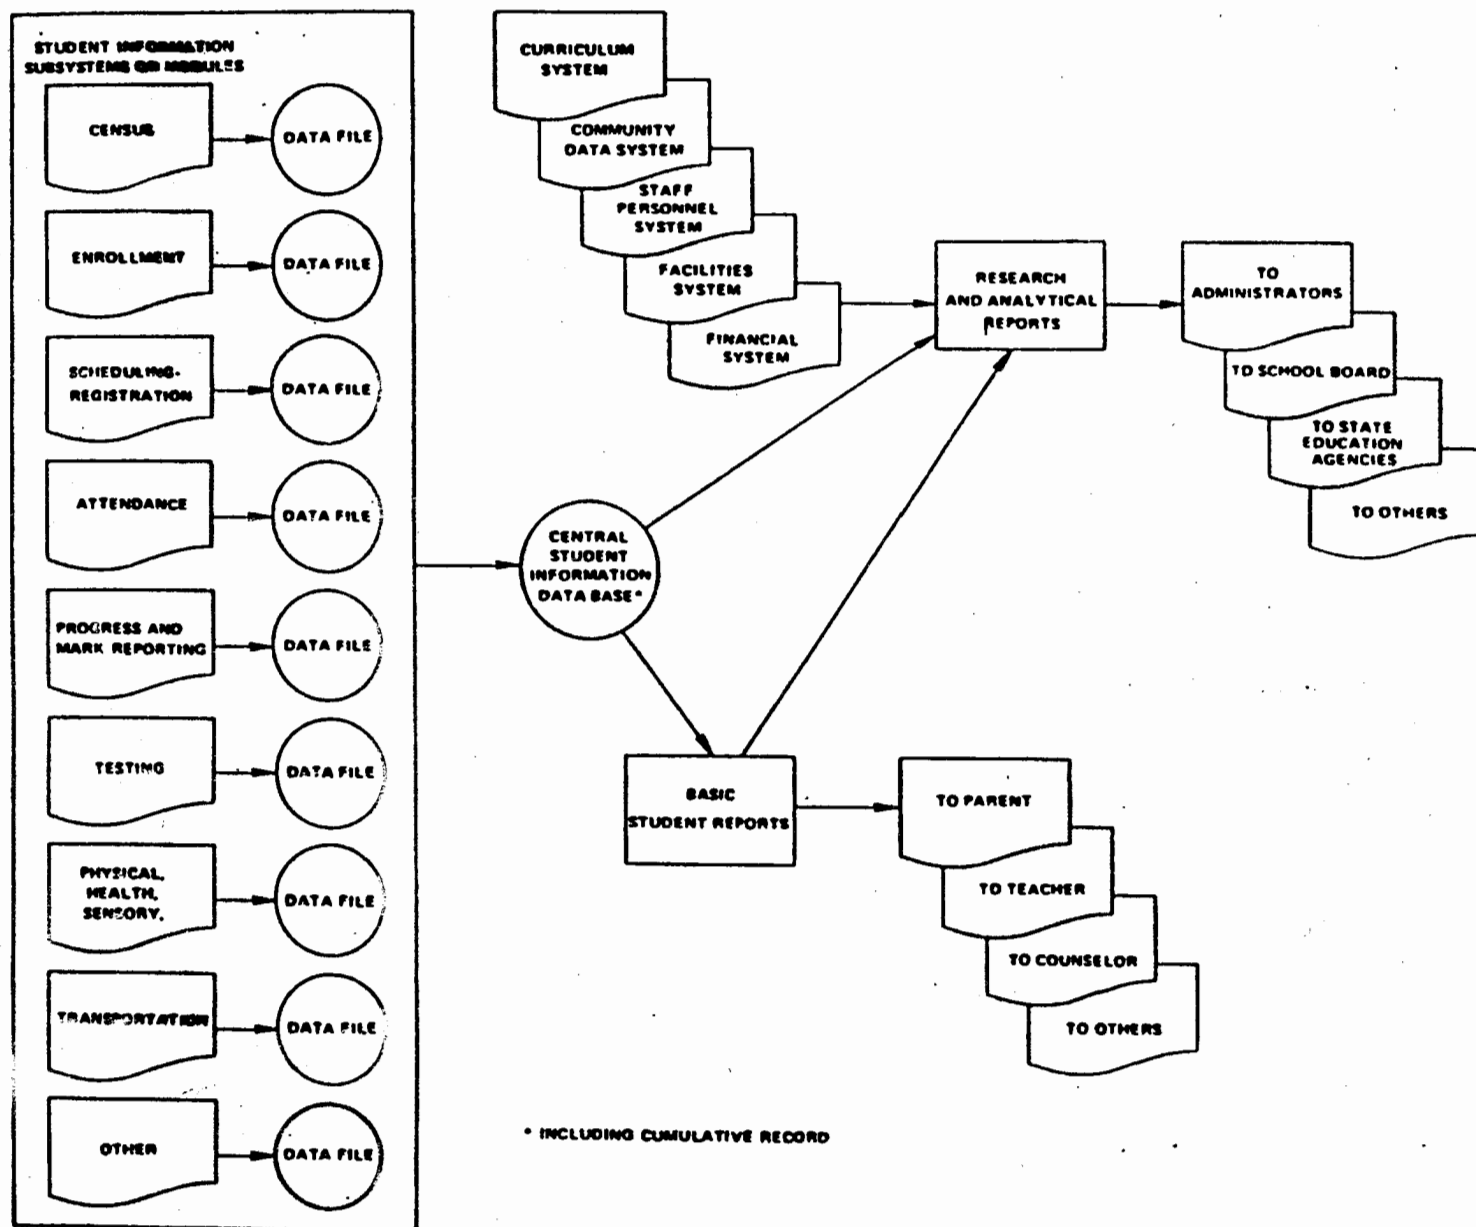 STUDENT INFORMATION
SUBSYSTEMS OR MODULES
CENSUS
DATA FILE
ENROLLMENT
DATA FILE
SCHEDULING-
REGISTRATION
DATA FILE
ATTENDANCE
DATA FILE
PROGRESS AND
MARK REPORTING
DATA FILE
TESTING
DATA FILE
PHYSICAL,
HEALTH,
SENSORY,
DATA FILE
TRANSPORTATION
DATA FILE
OTHER
DATA FILE
CENTRAL
STUDENT
INFORMATION
DATA BASE*
CURRICULUM
SYSTEM
COMMUNITY
DATA SYSTEM
STAFF
PERSONNEL
SYSTEM
FACILITIES
SYSTEM
FINANCIAL
SYSTEM
RESEARCH
AND ANALYTICAL
REPORTS
TO
ADMINISTRATORS
TO SCHOOL BOARD
TO STATE
EDUCATION
AGENCIES
TO OTHERS
BASIC
STUDENT REPORTS
TO PARENT
TO TEACHER
TO COUNSELOR
TO OTHERS
* INCLUDING CUMULATIVE RECORD